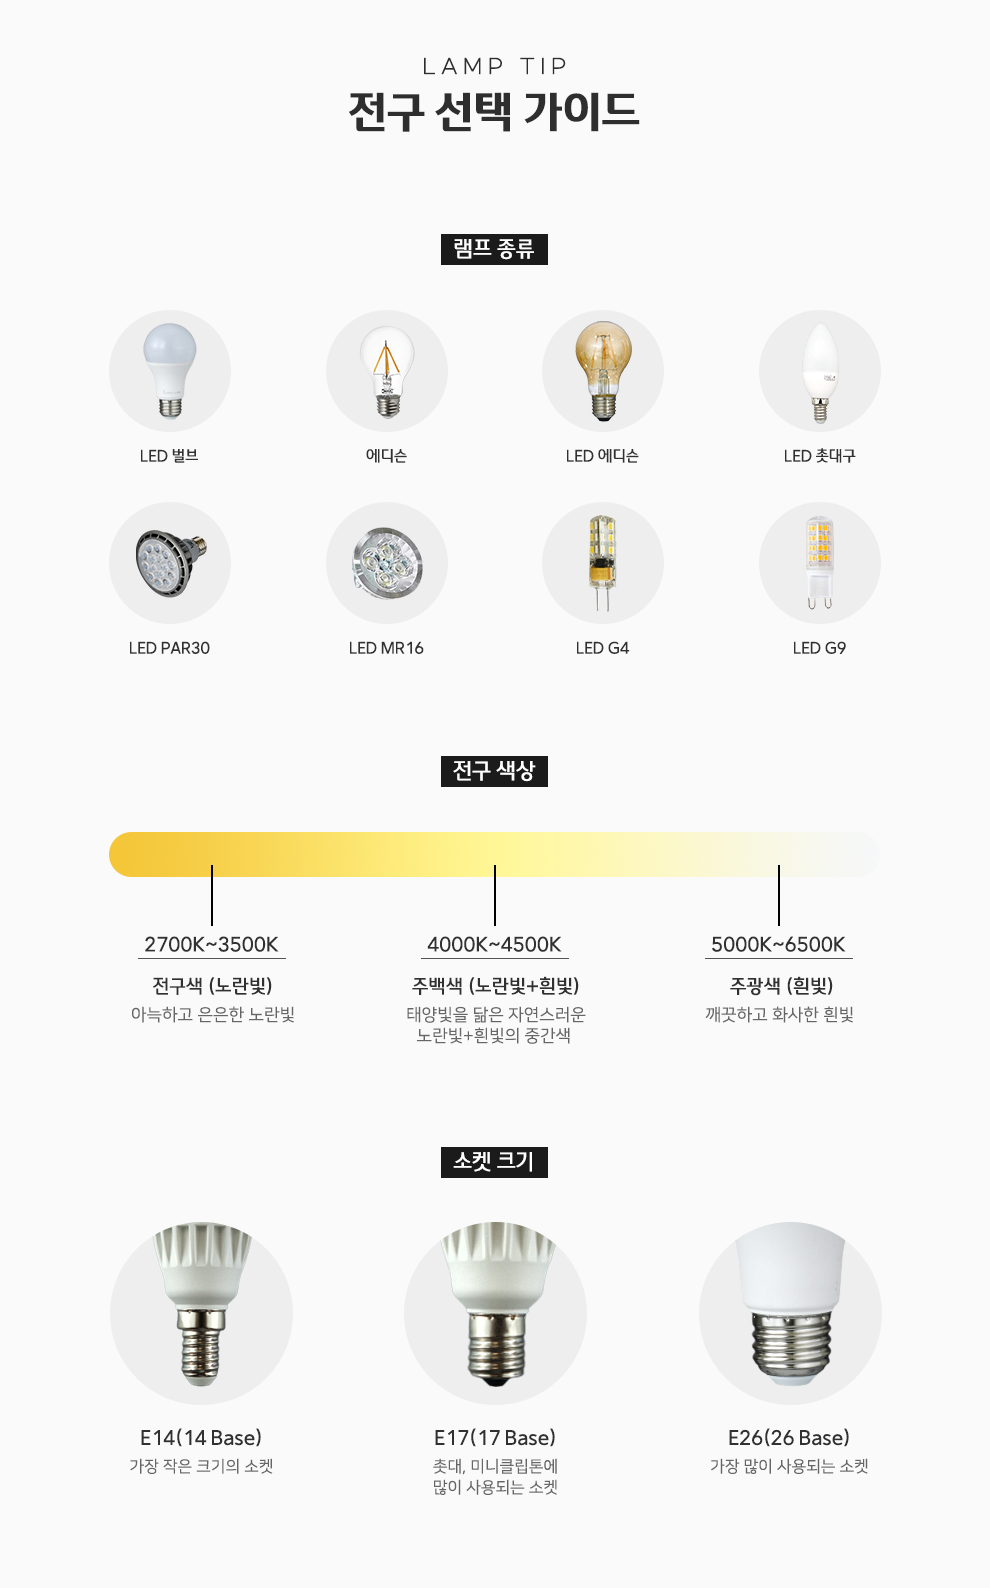 LAMP TIP
전구 선택 가이드
램프 종류
LED 벌브
에디슨
LED 에디슨
LED 촛대구
LED PAR30
LED MR16
LED G4
LED G9
전구 색상
2700K~3500K
4000K~4500K
5000K~6500K
전구색 (노란빛)
주백색 (노란빛+흰빛)
주광색 (흰빛)
아늑하고 은은한 노란빛
태양빛을 닮은 자연스러운
노란빛+흰빛의 중간색
깨끗하고 화사한 흰빛
소켓 크기
E14(14 Base)
가장 작은 크기의 소켓
E17(17 Base)
촛대, 미니클립톤에
많이 사용되는 소켓
E26(26 Base)
가장 많이 사용되는 소켓